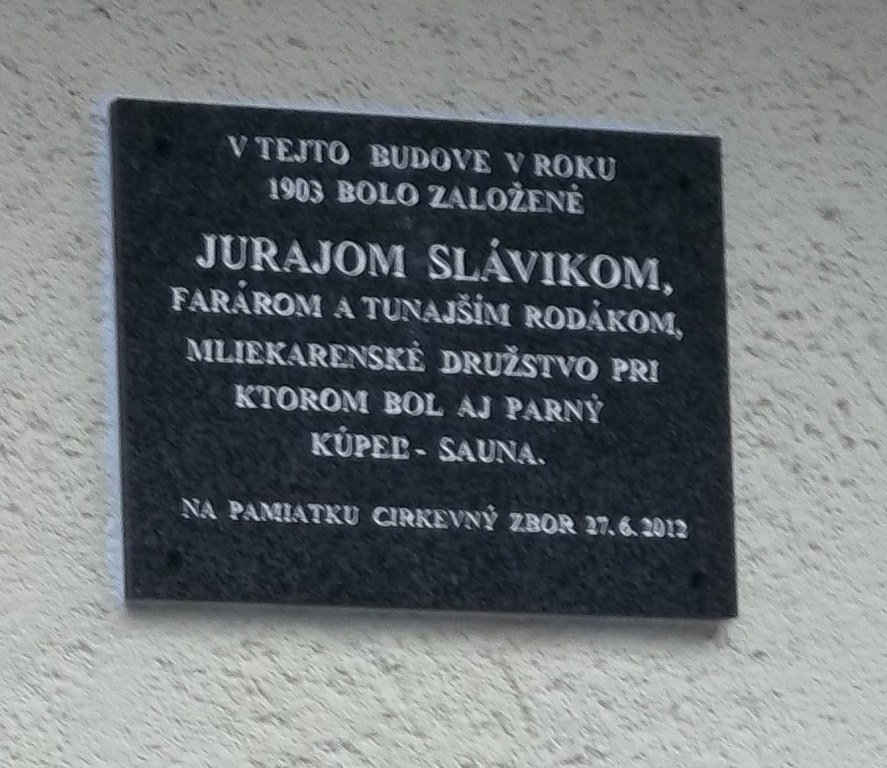 V TEJTO BUDOVE V ROKU
1903 BOLO ZALOŽENÉ
JURAJOM SLÁVIKOM,
FARÁROM A TUNAJŠÍM RODÁKOM,
MLIEKARENSKÉ DRUŽSTVO PRI
KTOROM BOL AJ PARNÝ
KÚPEĽ - SAUNA.
NA PAMIATKU CIRKEVNÝ ZBOR 27. 6. 2012